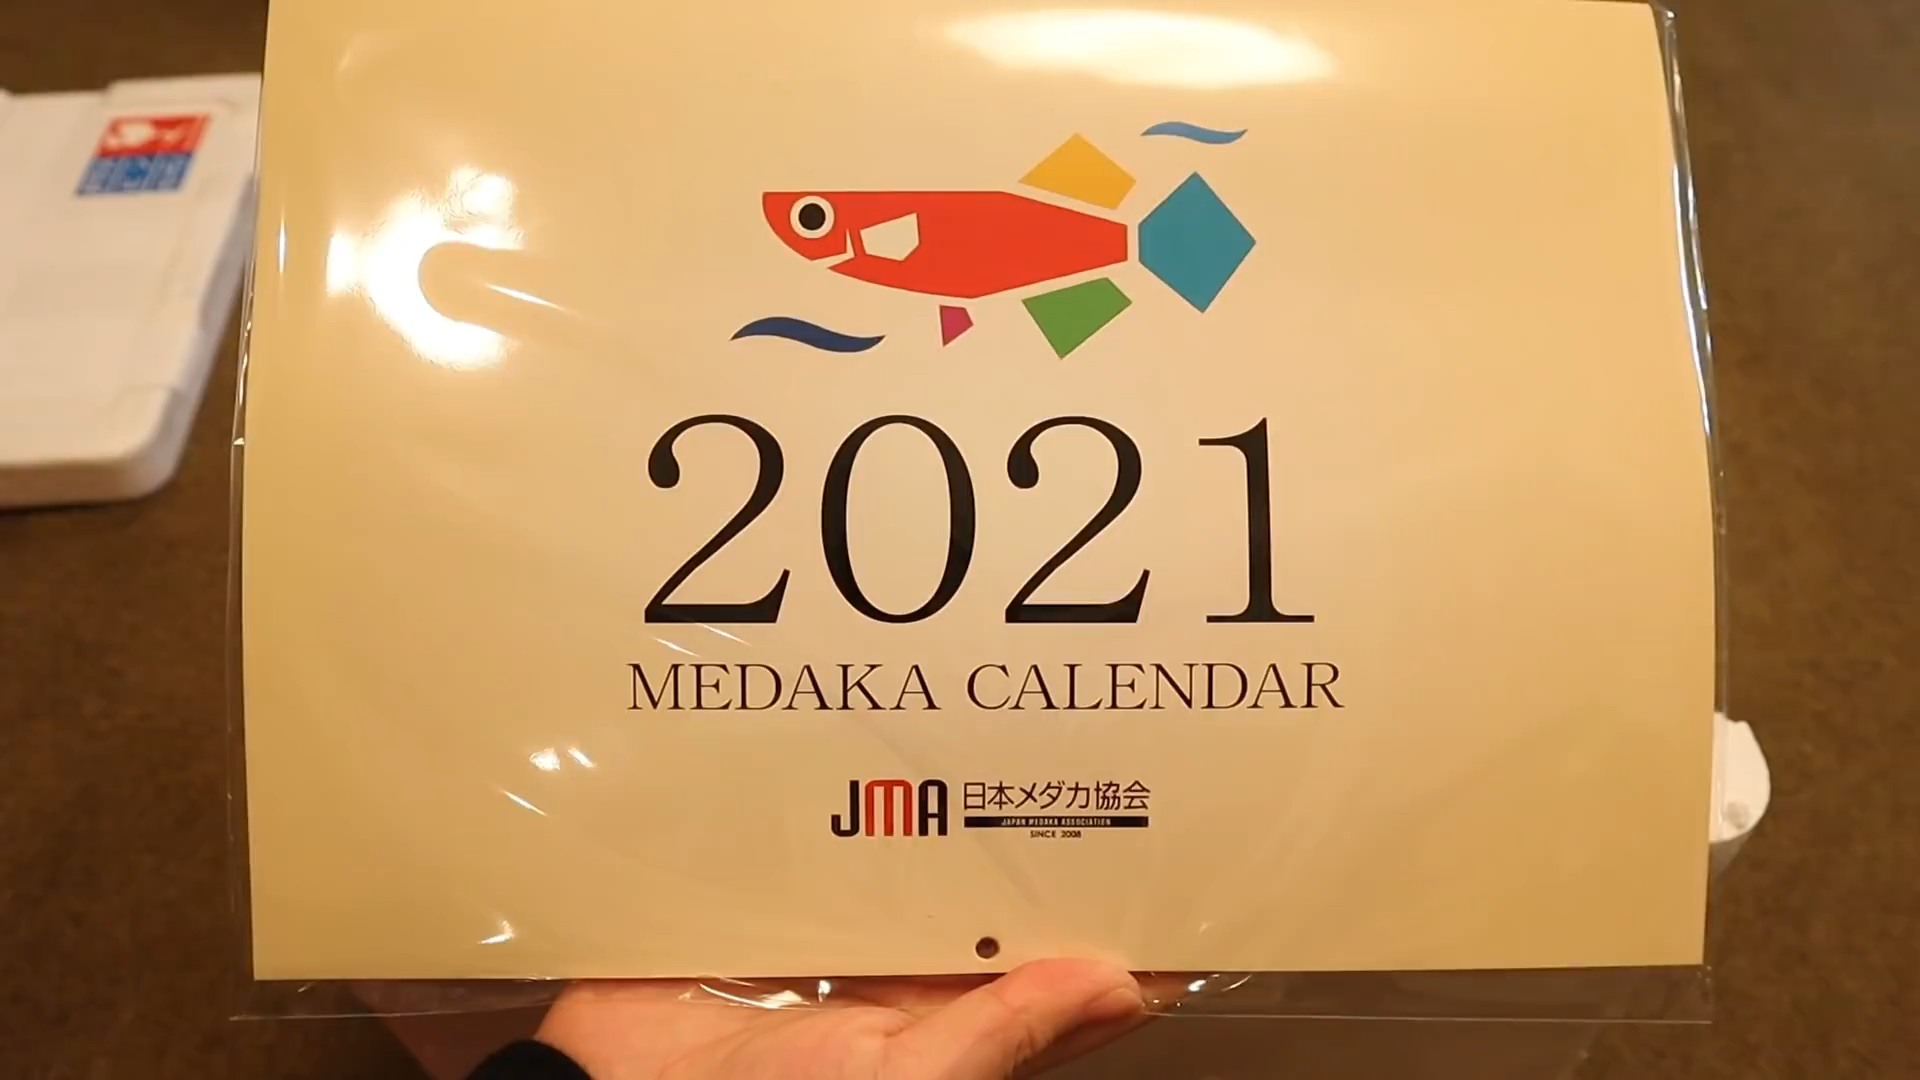 2021
MEDAKA CALENDAR
JMA 日本メダカ協会
JAPAN MEDAKA ASSOCIATION
SINCE 2008